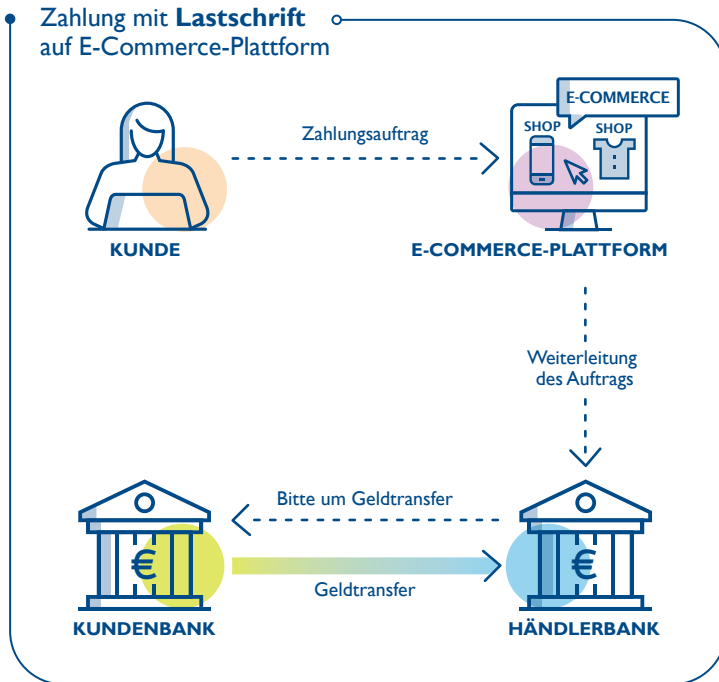 Zahlung mit Lastschrift
auf E-Commerce-Plattform
E-COMMERCE
SHOP
SHOP
Zahlungsauftrag
KUNDE
E-COMMERCE-PLATTFORM
Weiterleitung
des Auftrags
Bitte um Geldtransfer
€
€
Geldtransfer
KUNDENBANK
HÄNDLERBANK